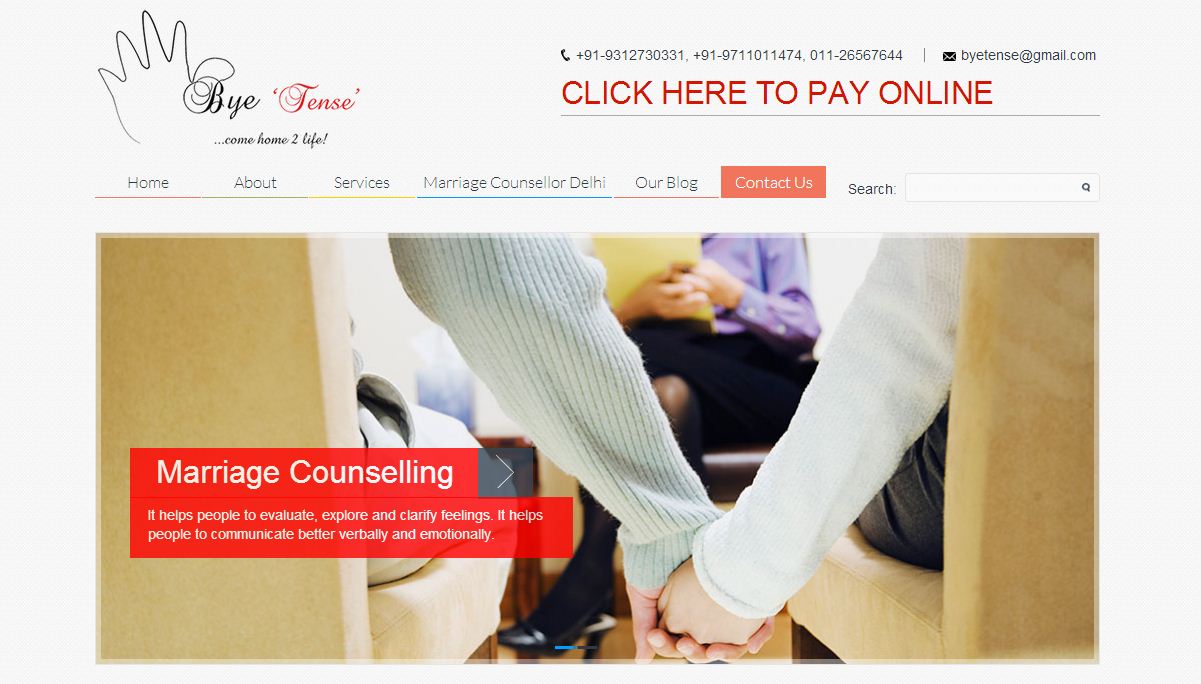 Bye 'Tense'
...come home 2 life!
+91-9312730331, +91-9711011474, 011-26567644
byetense@gmail.com
CLICK HERE TO PAY ONLINE
Home
About
Services
Marriage Counsellor Delhi
Our Blog
Contact Us
Search:
Marriage Counselling
It helps people to evaluate, explore and clarify feelings. It helps
people to communicate better verbally and emotionally.